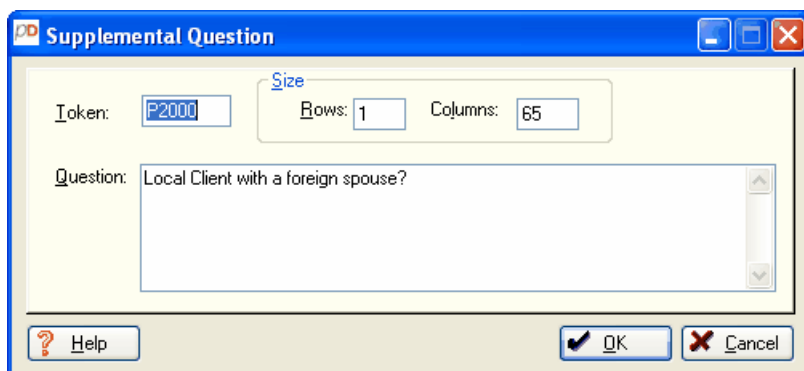 pD Supplemental Question
Size
Token: P2000 Rows: 1 Columns: 65
Question: Local Client with a foreign spouse?
? Help OK Cancel